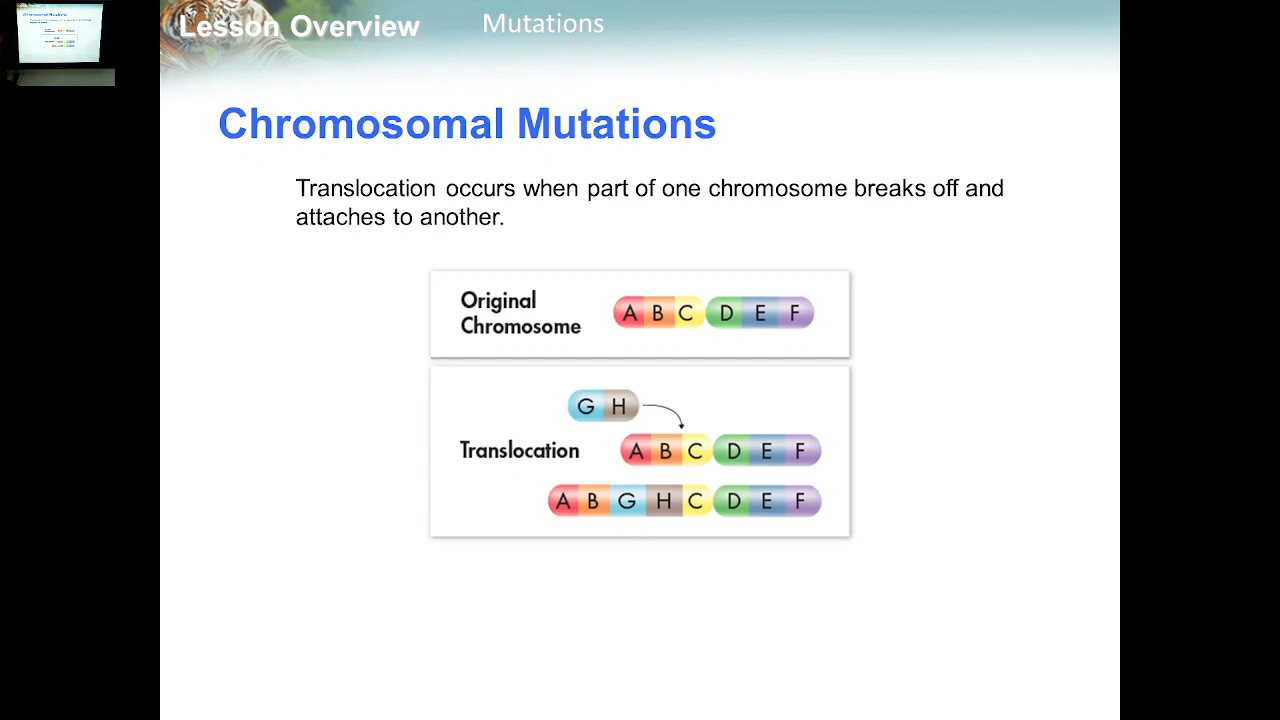 Lesson Overview Mutations
Chromosomal Mutations
Translocation occurs when part of one chromosome breaks off and
attaches to another.
Original
Chromosome
A B C D E F
G H
Translocation
A B C D E F
A B G H C D E F